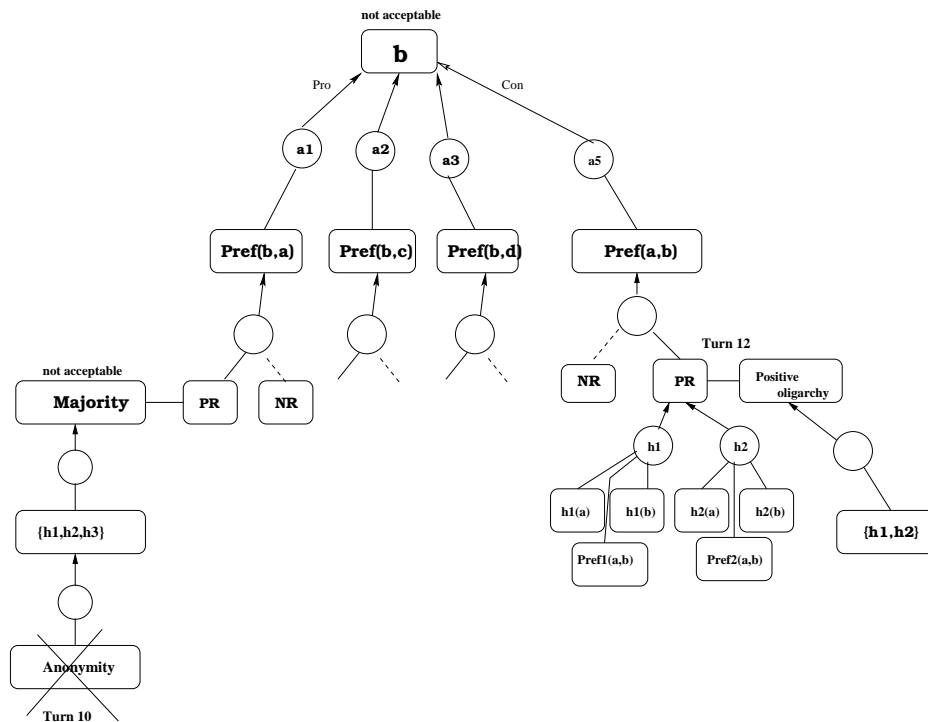 not acceptable
b
Pro
Con
a1
a2
a3
a5
Pref(b,a)
Pref(b,c)
Pref(b,d)
Pref(a,b)
Turn 12
not acceptable
Majority
PR
NR
NR
PR
Positive
oligarchy
h1
h2
{h1,h2,h3}
h1(a)
h1(b)
h2(a)
h2(b)
{h1,h2}
Pref1(a,b)
Pref2(a,b)
Anonymity
Turn 10